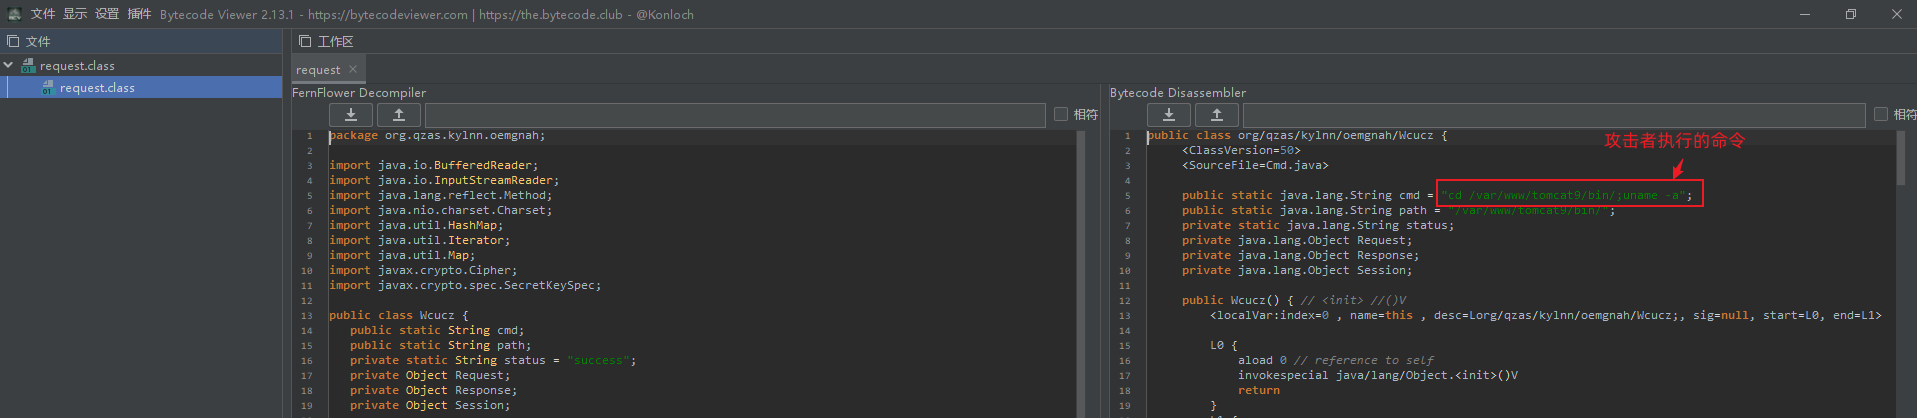 文件 显示 设置 插件 Bytecode Viewer 2.13.1 - https://bytecodeviewer.com | https://the.bytecode.club - @Konloch
文件
request.class
request.class
工作区
request
FernFlower Decompiler
相符
1 package org.qzas.kylnn.oemgnah;
2
3 import java.io.BufferedReader;
4 import java.io.InputStreamReader;
5 import java.lang.reflect.Method;
6 import java.nio.charset.Charset;
7 import java.util.HashMap;
8 import java.util.Iterator;
9 import java.util.Map;
10 import javax.crypto.Cipher;
11 import javax.crypto.spec.SecretKeySpec;
12
13 public class Wcucz {
14 public static String cmd;
15 public static String path;
16 private static String status = "success";
17 private Object Request;
18 private Object Response;
19 private Object Session;
Bytecode Disassembler
相符
1 public class org/qzas/kylnn/oemgnah/Wcucz {
攻击者执行的命令
2 <ClassVersion=50>
3 <SourceFile=Cmd.java>
4
5 public static java.lang.String cmd = "cd /var/www/tomcat9/bin/;uname -a";
6 public static java.lang.String path = "/var/www/tomcat9/bin/";
7 private static java.lang.String status;
8 private java.lang.Object Request;
9 private java.lang.Object Response;
10 private java.lang.Object Session;
11
12 public Wcucz() { // <init> //()V
13 <localVar:index=0 , name=this , desc=Lorg/qzas/kylnn/oemgnah/Wcucz;, sig=null, start=L0, end=L1>
14
15 L0 {
16 aload 0 // reference to self
17 invokespecial java/lang/Object.<init>()V
18 return
19 }